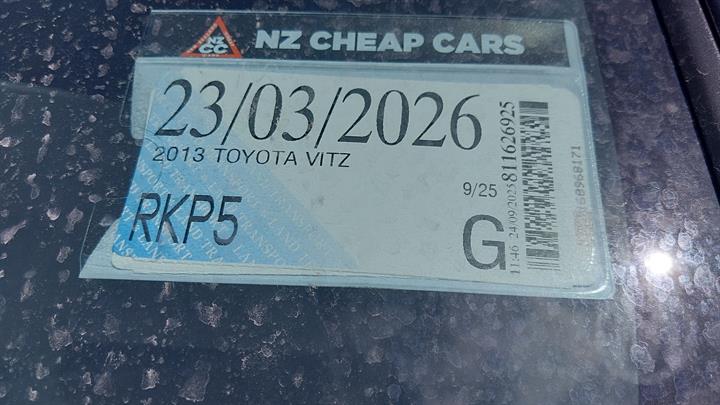 NZ
CC
NZ CHEAP CARS
23/03/2026
2013 TOYOTA VITZ
RKP5
9/25
G
11:46 24/09/2025
811626925